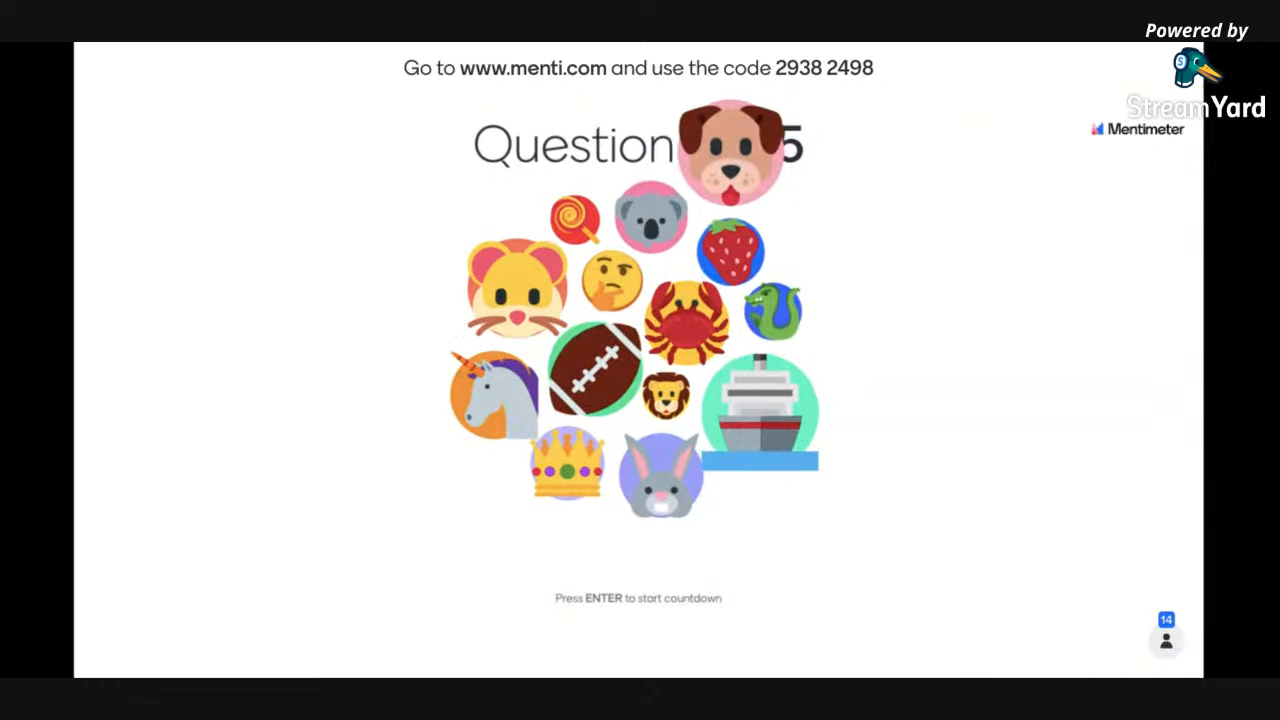 Powered by
StreamYard
Go to www.menti.com and use the code 2938 2498
Mentimeter
Question 5
Press ENTER to start countdown
14